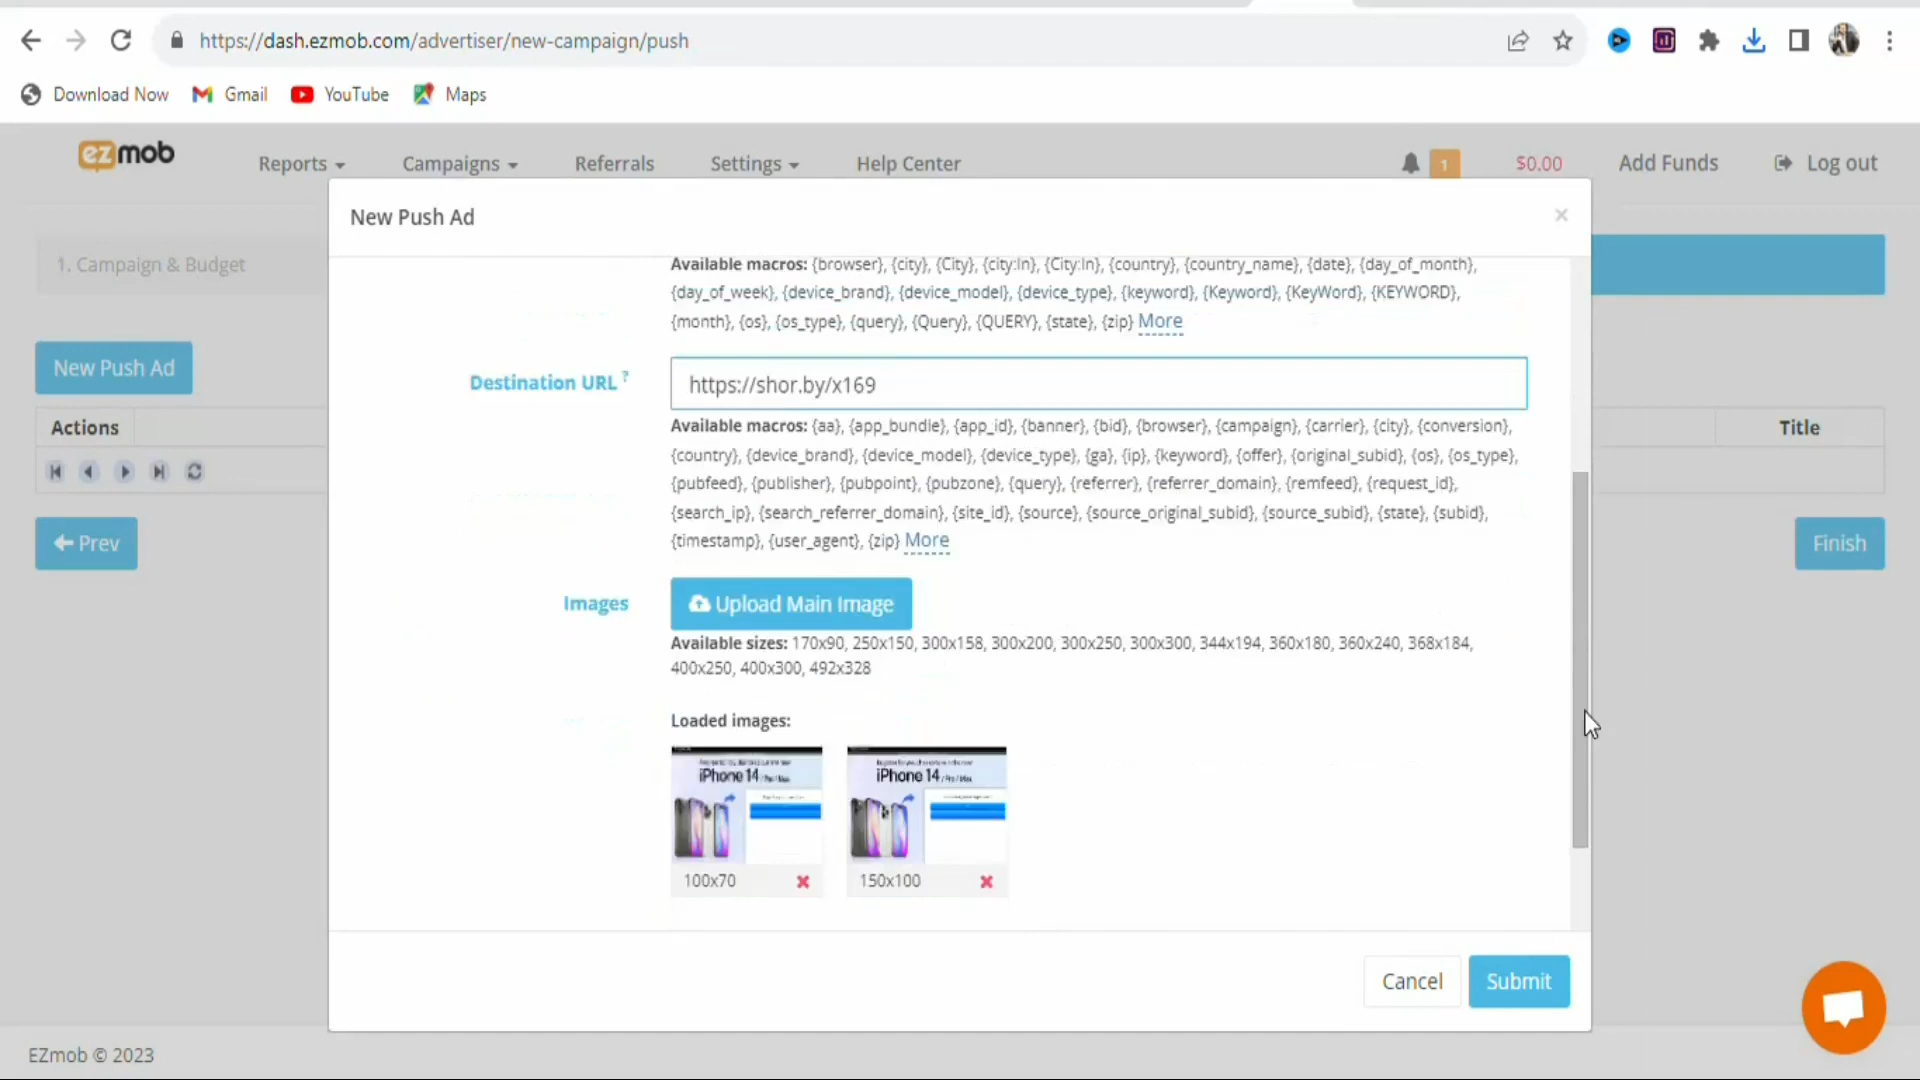 https://dash.ezmob.com/advertiser/new-campaign/push
Download Now Gmail YouTube Maps
ezmob Reports Campaigns Referrals Settings Help Center 1 $0.00 Add Funds Log out
New Push Ad ×
1. Campaign & Budget
Available macros: {browser}, {city}, {City}, {city:In}, {City:In}, {country}, {country_name}, {date}, {day_of_month},
{day_of_week}, {device_brand}, {device_model}, {device_type}, {keyword}, {Keyword}, {KeyWord}, {KEYWORD},
{month}, {os}, {os_type}, {query}, {Query}, {QUERY}, {state}, {zip} More
New Push Ad
Destination URL ? https://shor.by/x169
Actions Title
Available macros: {aa}, {app_bundle}, {app_id}, {banner}, {bid}, {browser}, {campaign}, {carrier}, {city}, {conversion},
{country}, {device_brand}, {device_model}, {device_type}, {ga}, {ip}, {keyword}, {offer}, {original_subid}, {os}, {os_type},
{pubfeed}, {publisher}, {pubpoint}, {pubzone}, {query}, {referrer}, {referrer_domain}, {remfeed}, {request_id},
{search_ip}, {search_referrer_domain}, {site_id}, {source}, {source_original_subid}, {source_subid}, {state}, {subid},
{timestamp}, {user_agent}, {zip} More
Prev Finish
Images Upload Main Image
Available sizes: 170x90, 250x150, 300x158, 300x200, 300x250, 300x300, 344x194, 360x180, 360x240, 368x184,
400x250, 400x300, 492x328
Loaded images:
iPhone 14 / Pro / Max iPhone 14 / Pro / Max
100x70 150x100
Cancel Submit
EZmob © 2023